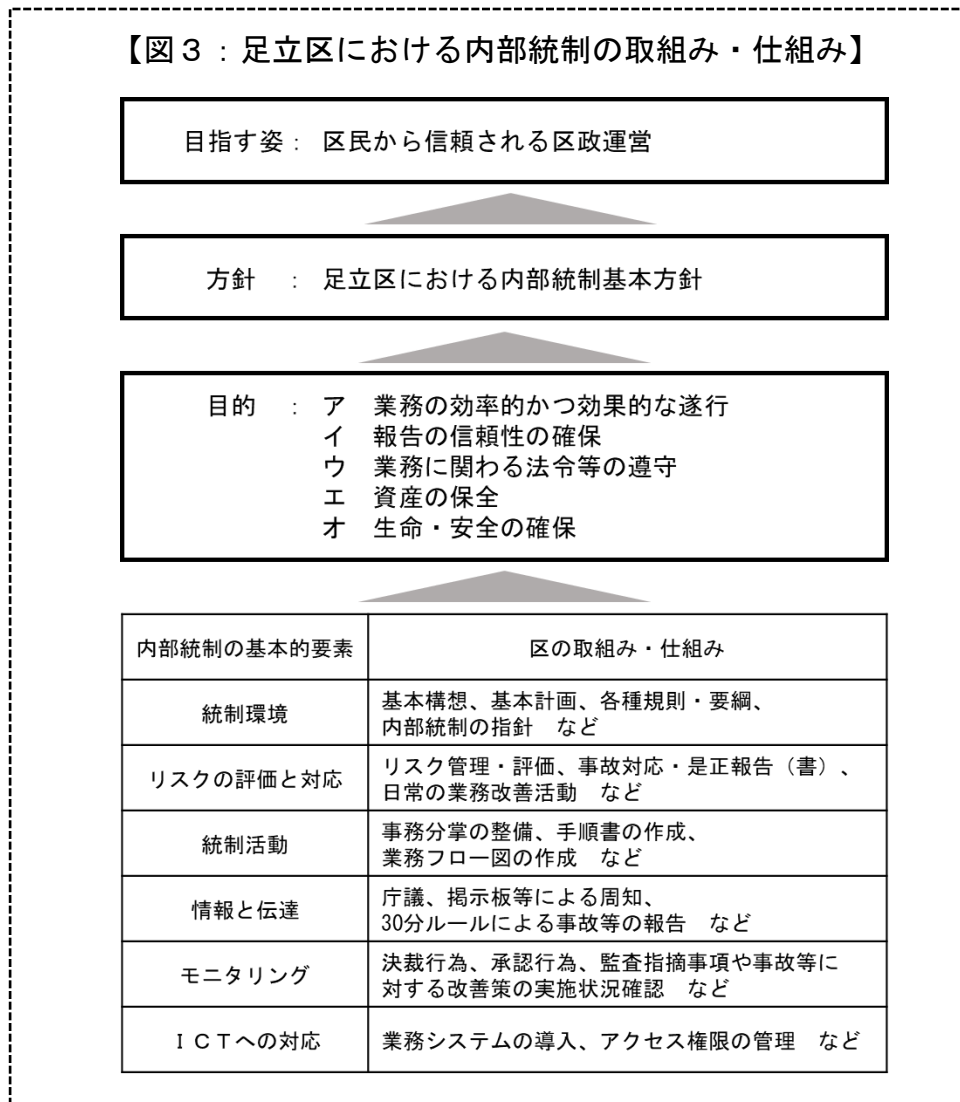 【図３：足立区における内部統制の取組み・仕組み】
目指す姿： 区民から信頼される区政運営
方針 ： 足立区における内部統制基本方針
目的 ： ア 業務の効率的かつ効果的な遂行
イ 報告の信頼性の確保
ウ 業務に関わる法令等の遵守
エ 資産の保全
オ 生命・安全の確保
内部統制の基本的要素 区の取組み・仕組み
統制環境
基本構想、基本計画、各種規則・要綱、
内部統制の指針　など
リスクの評価と対応
リスク管理・評価、事故対応・是正報告（書）、
日常の業務改善活動　など
統制活動
事務分掌の整備、手順書の作成、
業務フロー図の作成　など
情報と伝達
庁議、掲示板等による周知、
30分ルールによる事故等の報告　など
モニタリング
決裁行為、承認行為、監査指摘事項や事故等に
対する改善策の実施状況確認　など
ＩＣＴへの対応 業務システムの導入、アクセス権限の管理　など